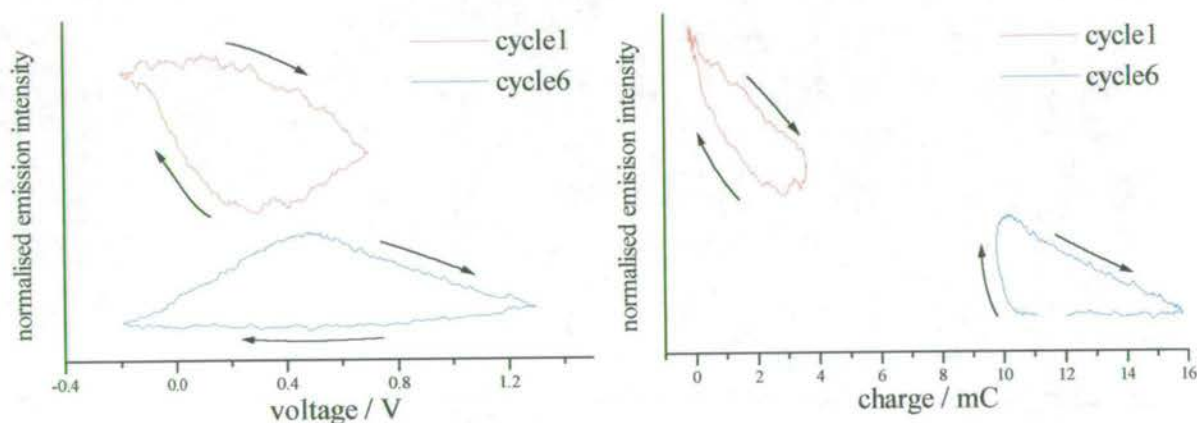 normalised emission intensity
cycle1
cycle6
-0.4 0.0 0.4 0.8 1.2
voltage / V
normalised emission intensity
cycle1
cycle6
0 2 4 6 8 10 12 14 16
charge / mC